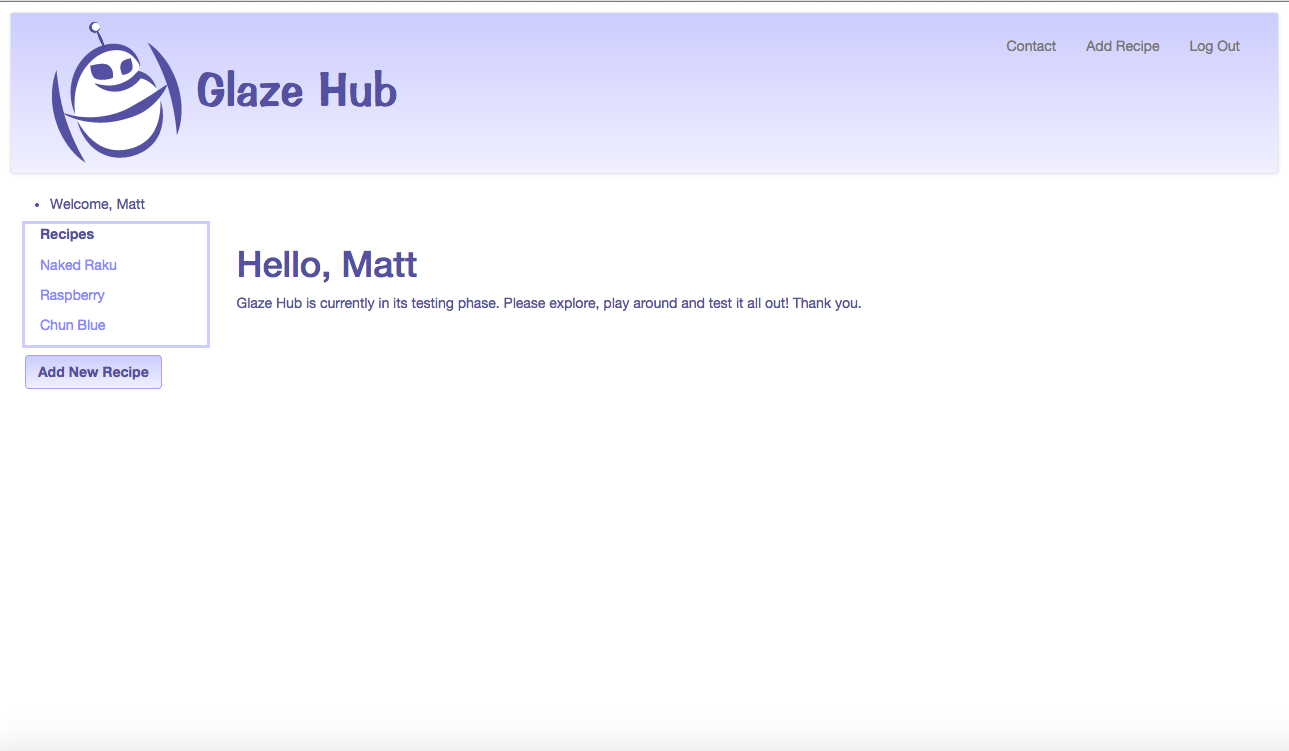 Glaze Hub
Contact
Add Recipe
Log Out
Welcome, Matt
Recipes
Naked Raku
Raspberry
Chun Blue
Add New Recipe
Hello, Matt
Glaze Hub is currently in its testing phase. Please explore, play around and test it all out! Thank you.